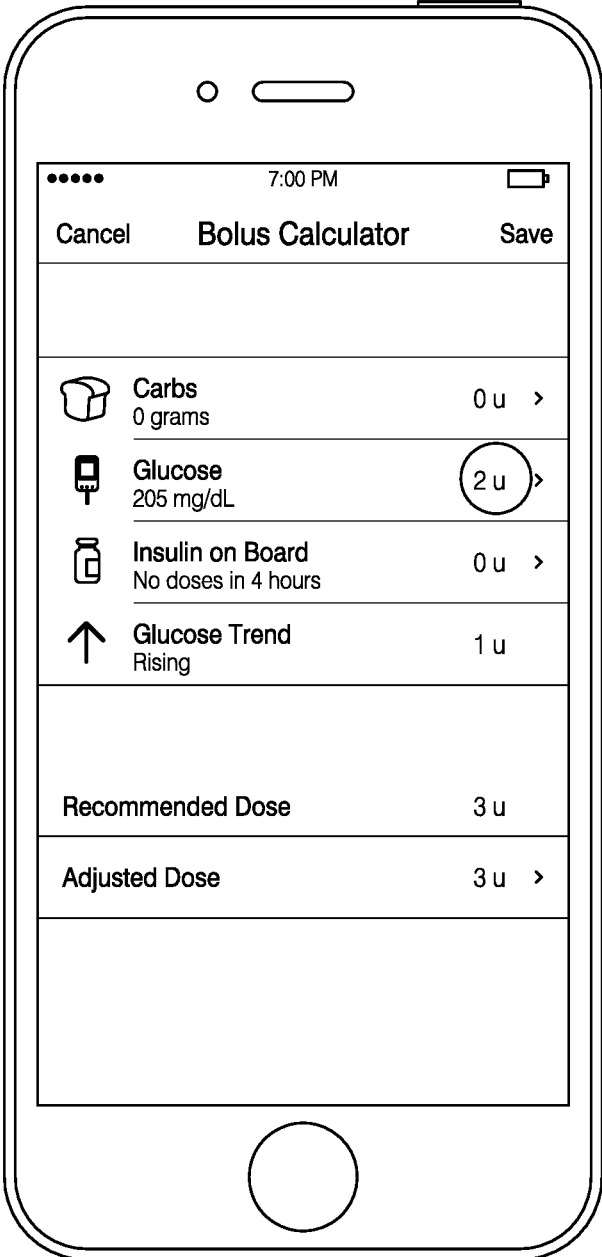 7:00 PM
Cancel Bolus Calculator Save
Carbs
0 grams
0 u >
Glucose
205 mg/dL
2 u >
Insulin on Board
No doses in 4 hours
0 u >
Glucose Trend
Rising
1 u
Recommended Dose 3 u
Adjusted Dose 3 u >